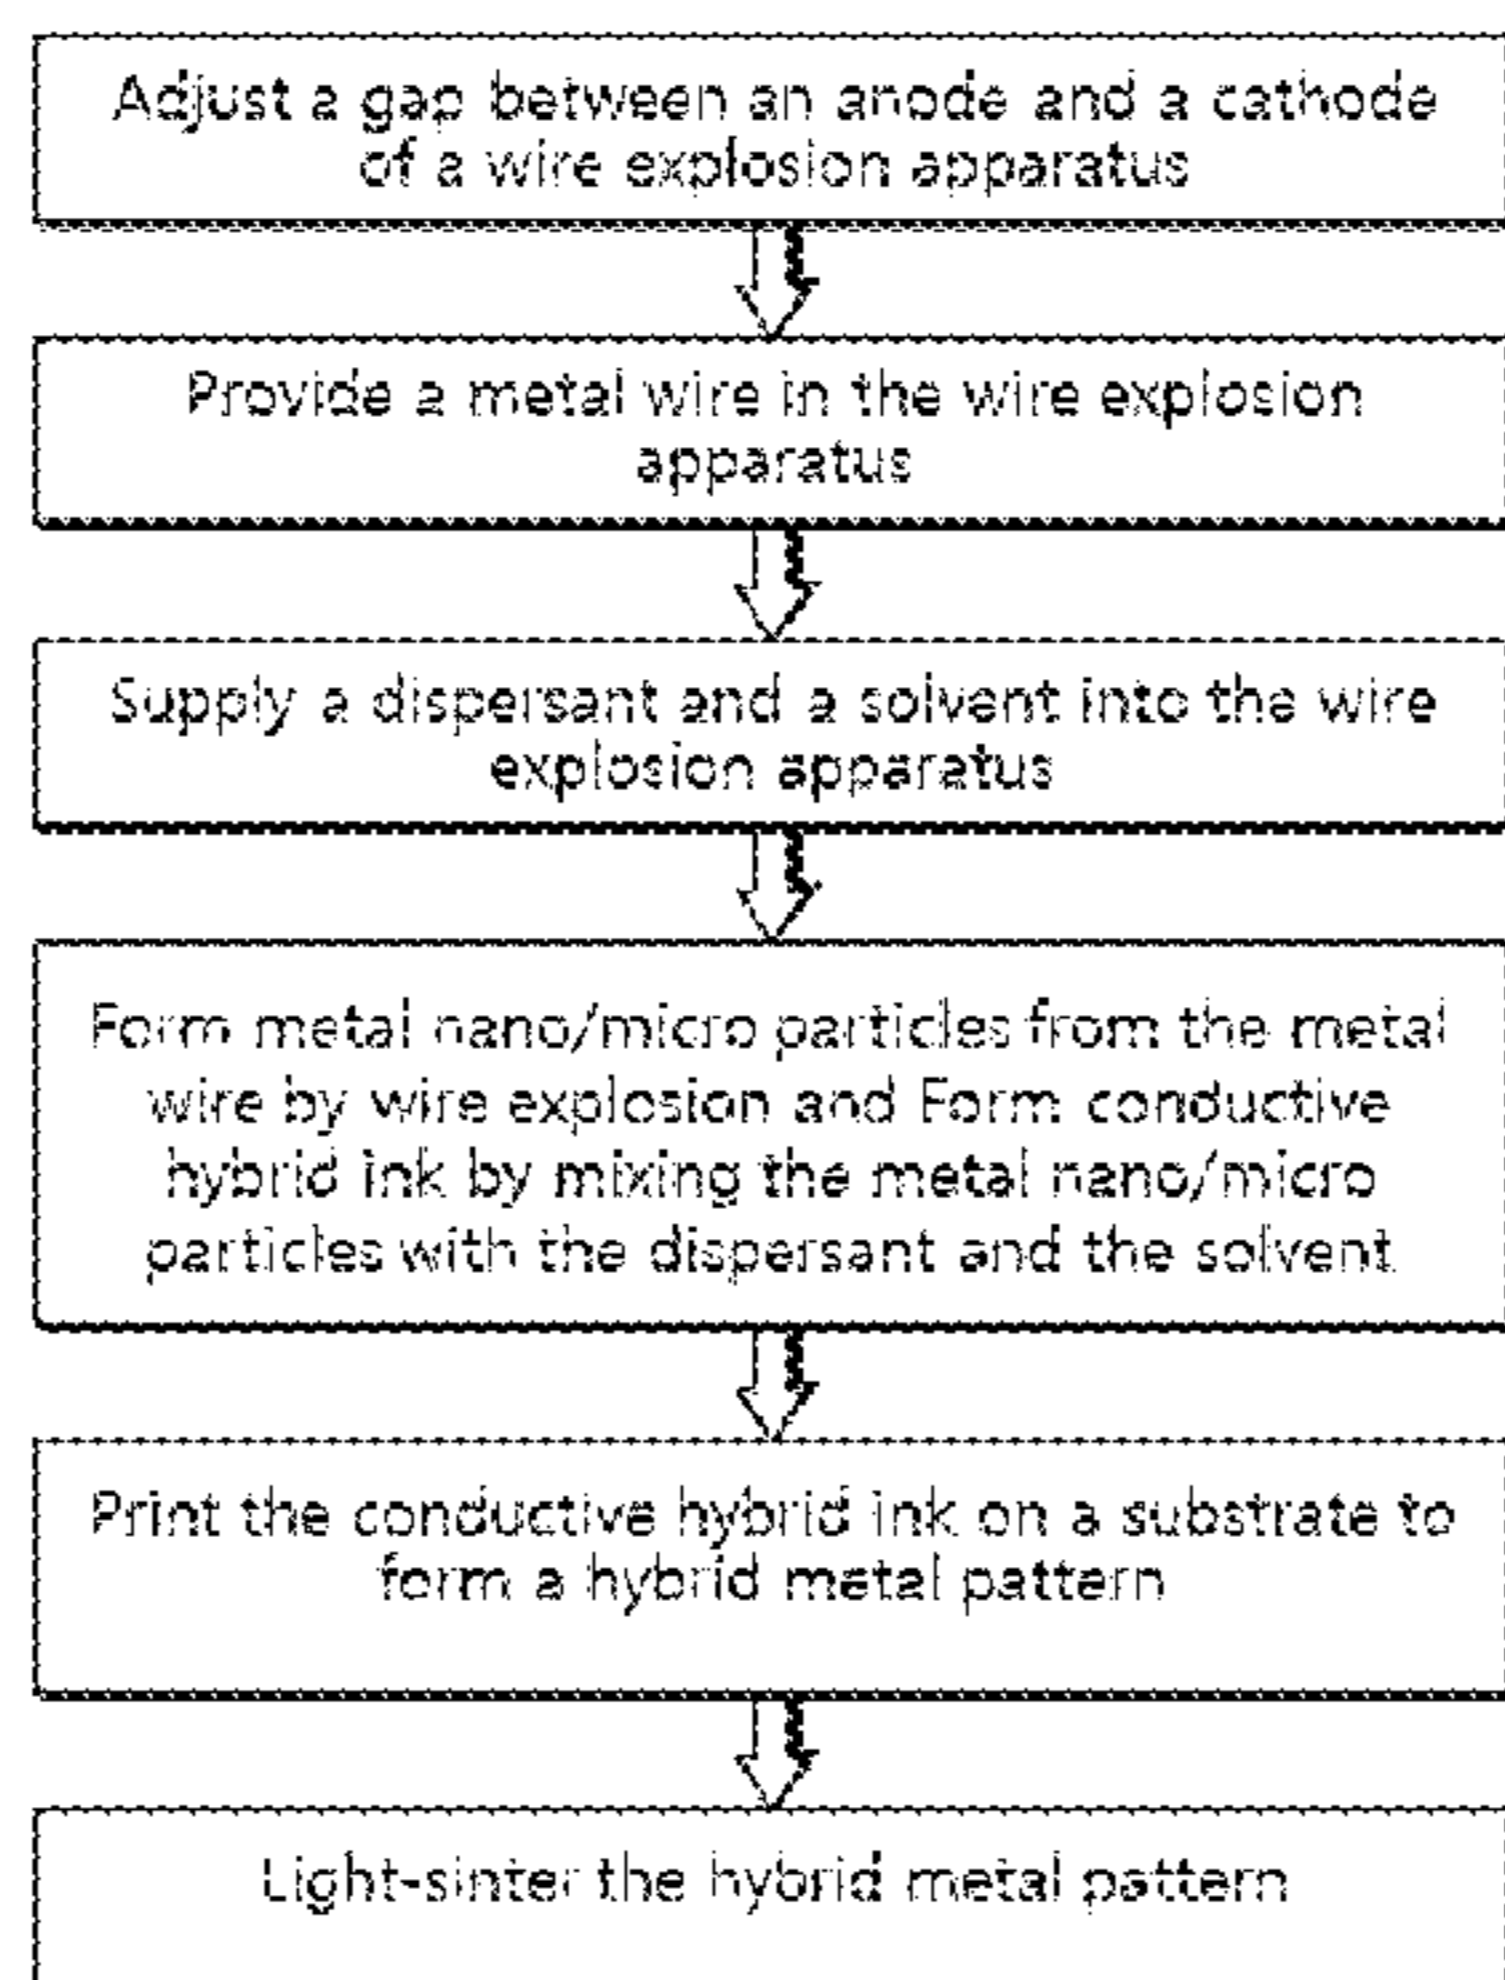 Adjust a gap between an anode and a cathode
of a wire explosion apparatus
Provide a metal wire in the wire explosion
apparatus
Supply a dispersant and a solvent into the wire
explosion apparatus
Form metal nano/micro particles from the metal
wire by wire explosion and Form conductive
hybrid ink by mixing the metal nano/micro
particles with the dispersant and the solvent
Print the conductive hybrid ink on a substrate to
form a hybrid metal pattern
Light-sinter the hybrid metal pattern